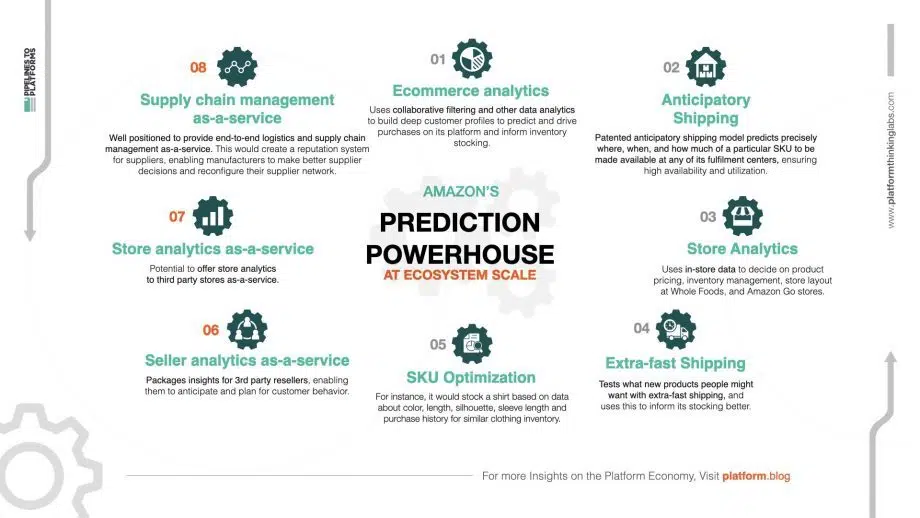 PIPELINES TO
PLATFORMS
01
Ecommerce analytics
Uses collaborative filtering and other data analytics
to build deep customer profiles to predict and drive
purchases on its platform and inform inventory
stocking.
02
Anticipatory
Shipping
Patented anticipatory shipping model predicts precisely
where, when, and how much of a particular SKU to be
made available at any of its fulfilment centers, ensuring
high availability and utilization.
03
Store Analytics
Uses in-store data to decide on product
pricing, inventory management, store layout
at Whole Foods, and Amazon Go stores.
04
Extra-fast Shipping
Tests what new products people might
want with extra-fast shipping, and
uses this to inform its stocking better.
05
SKU Optimization
For instance, it would stock a shirt based on data
about color, length, silhouette, sleeve length and
purchase history for similar clothing inventory.
06
Seller analytics as-a-service
Packages insights for 3rd party resellers, enabling
them to anticipate and plan for customer behavior.
07
Store analytics as-a-service
Potential to offer store analytics
to third party stores as-a-service.
08
Supply chain management
as-a-service
Well positioned to provide end-to-end logistics and supply chain
management as-a-service. This would create a reputation system
for suppliers, enabling manufacturers to make better supplier
decisions and reconfigure their supplier network.
AMAZON'S
PREDICTION
POWERHOUSE
AT ECOSYSTEM SCALE
www.platformthinkinglabs.com
For more Insights on the Platform Economy, Visit platform.blog